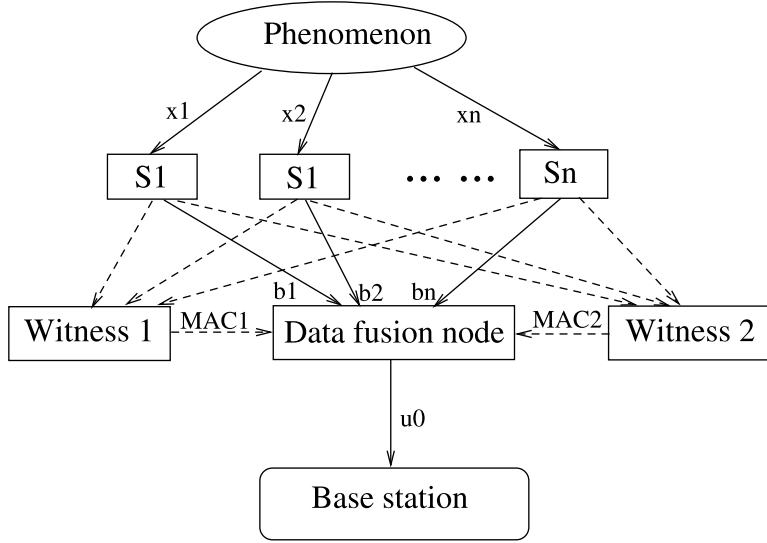 Phenomenon
x1
x2
xn
S1
S1
... ...
Sn
b1
b2
bn
Witness 1
MAC1
Data fusion node
MAC2
Witness 2
u0
Base station